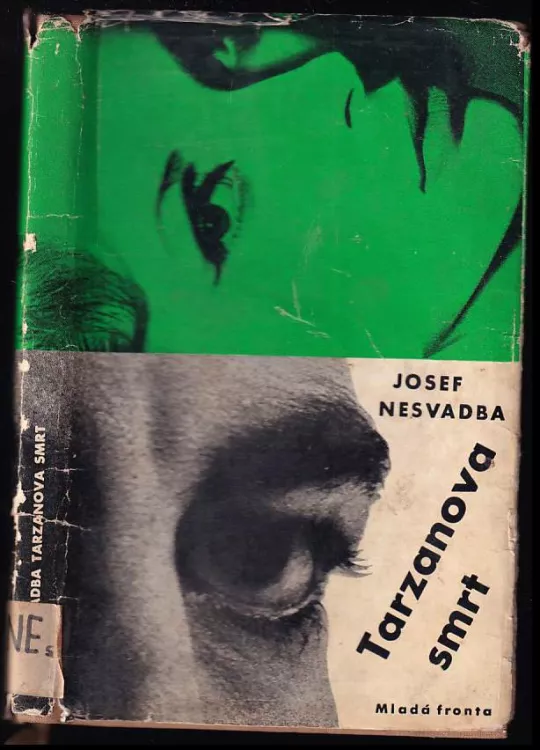 JOSEF
NESVADBA
Tarzanova
smrt
Mladá fronta
TARZANOVA SMRT
NE s